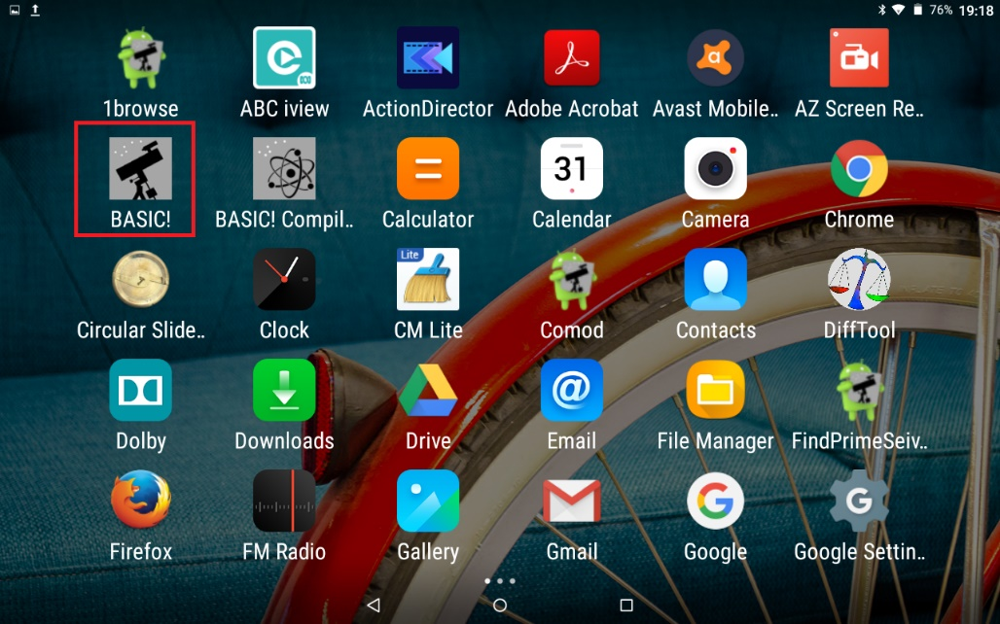 76% 19:18
1browse
ABC iview
ActionDirector
Adobe Acrobat
Avast Mobile..
AZ Screen Re..
31
BASIC!
BASIC! Compil..
Calculator
Calendar
Camera
Chrome
Lite
Circular Slide..
Clock
CM Lite
Comod
Contacts
DiffTool
@
Dolby
Downloads
Drive
Email
File Manager
FindPrimeSeiv..
G
G
Firefox
FM Radio
Gallery
Gmail
Google
Google Settin..